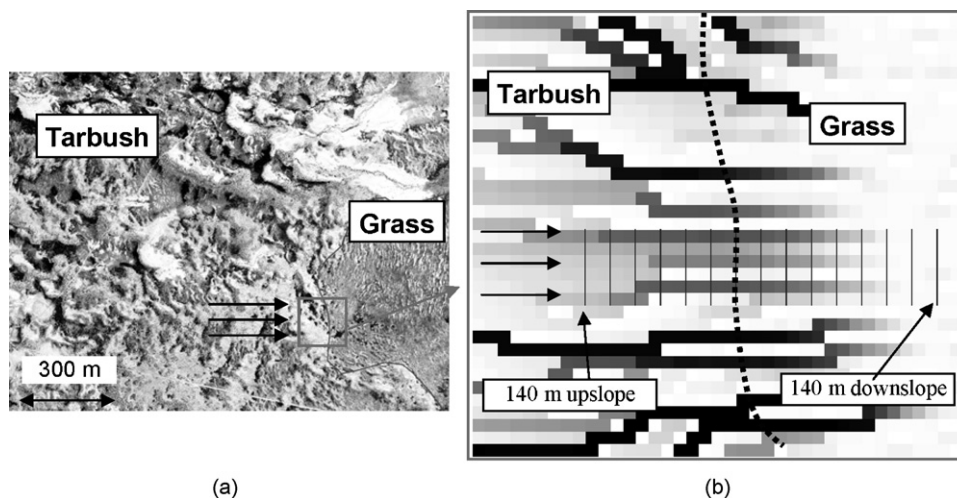 Tarbush
Grass
300 m
(a)
Tarbush
Grass
140 m upslope
140 m downslope
(b)